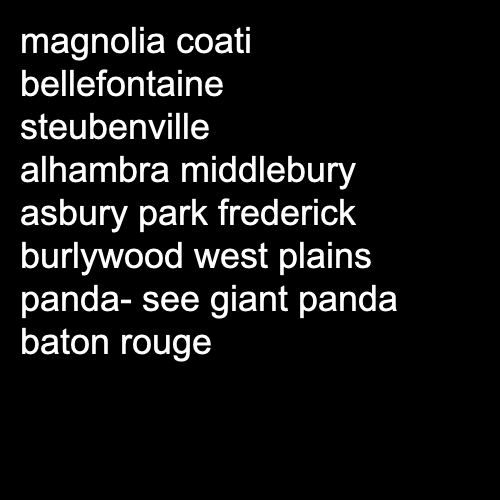 magnolia coati
bellefontaine
steubenville
alhambra middlebury
asbury park frederick
burlywood west plains
panda- see giant panda
baton rouge